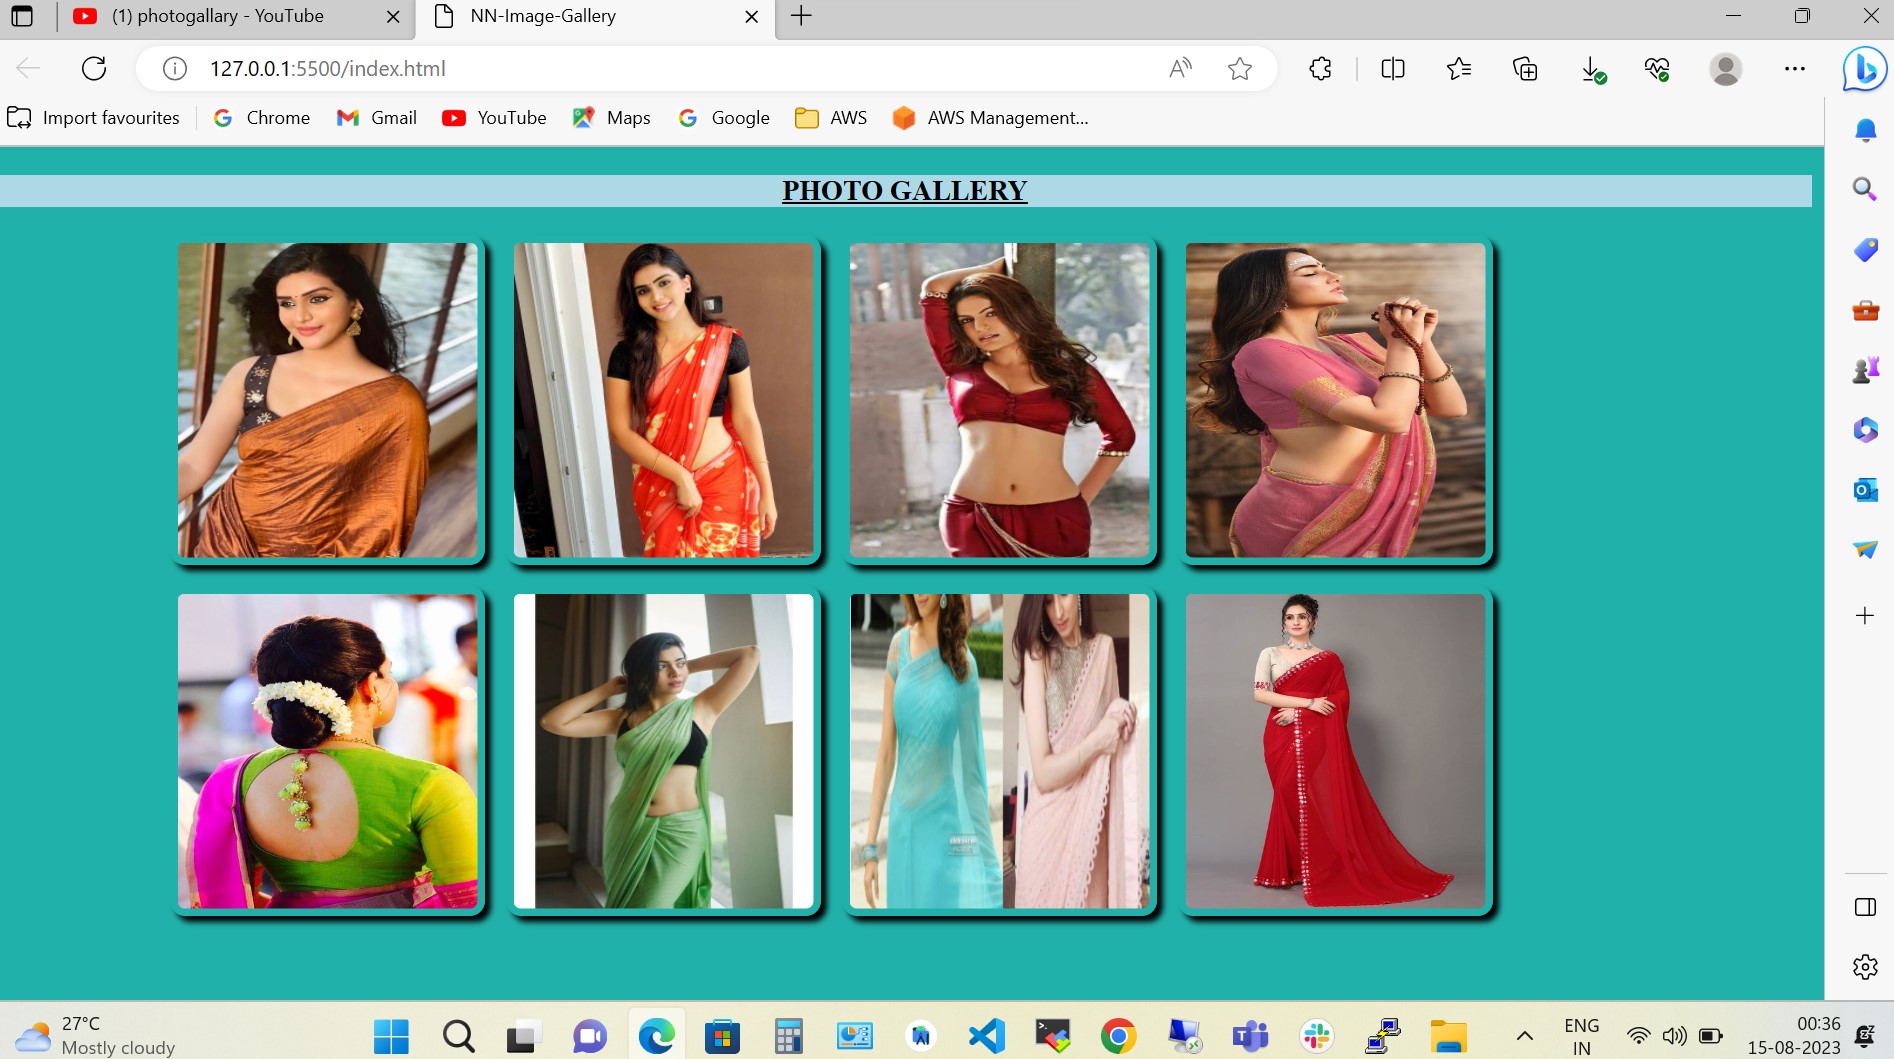 (1) photogallary - YouTube
NN-Image-Gallery
127.0.0.1:5500/index.html
Import favourites
Chrome
Gmail
YouTube
Maps
Google
AWS
AWS Management...
PHOTO GALLERY
27°C
Mostly cloudy
ENG
IN
00:36
15-08-2023